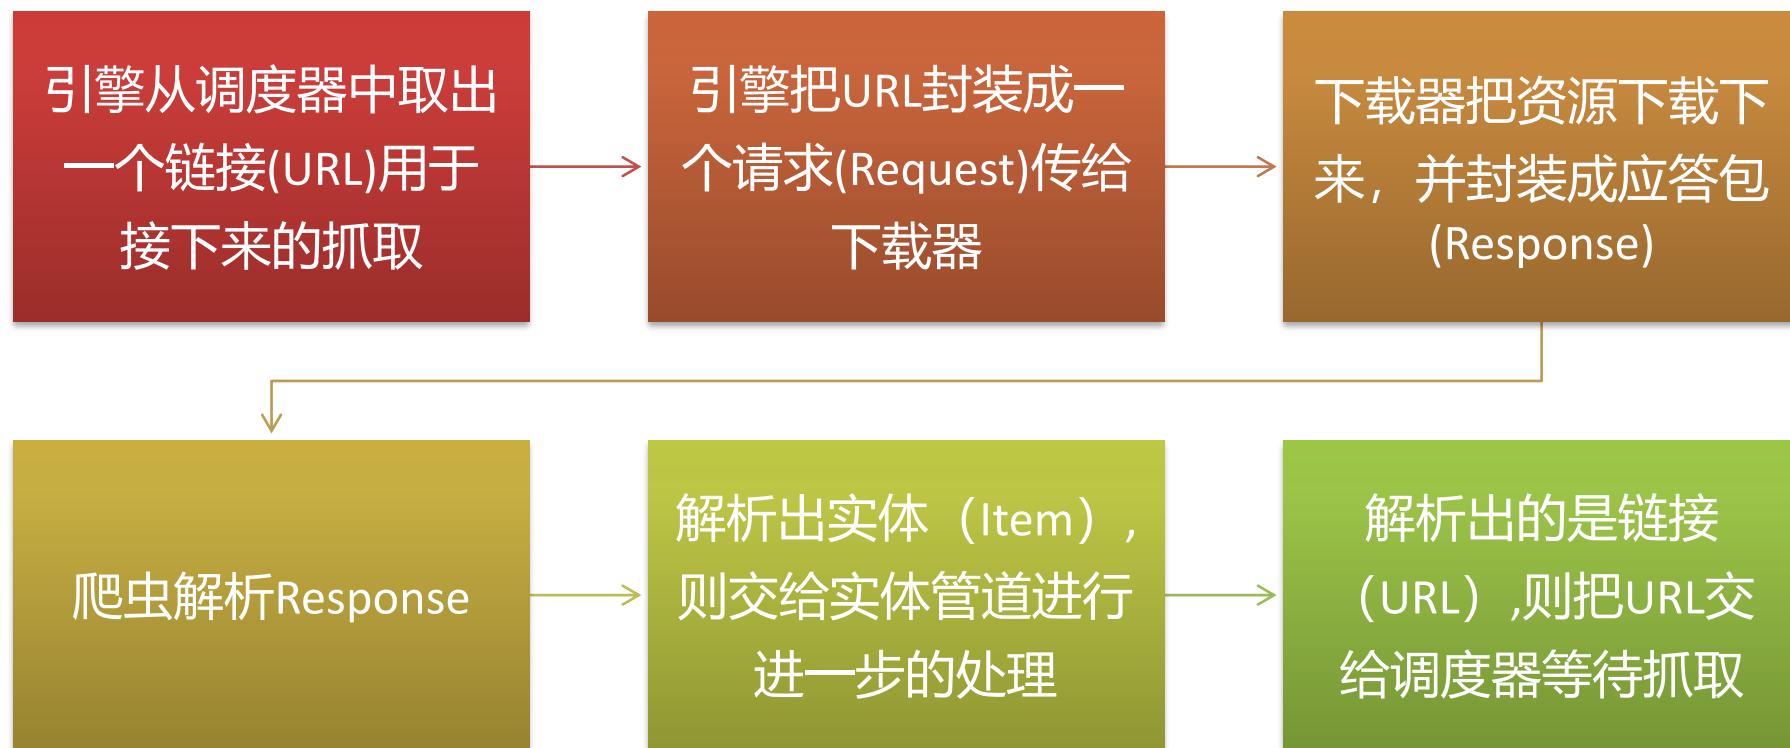 引擎从调度器中取出
一个链接(URL)用于
接下来的抓取
引擎把URL封装成一
个请求(Request)传给
下载器
下载器把资源下载下
来，并封装成应答包
(Response)
爬虫解析Response
解析出实体（Item）,
则交给实体管道进行
进一步的处理
解析出的是链接
（URL）,则把URL交
给调度器等待抓取